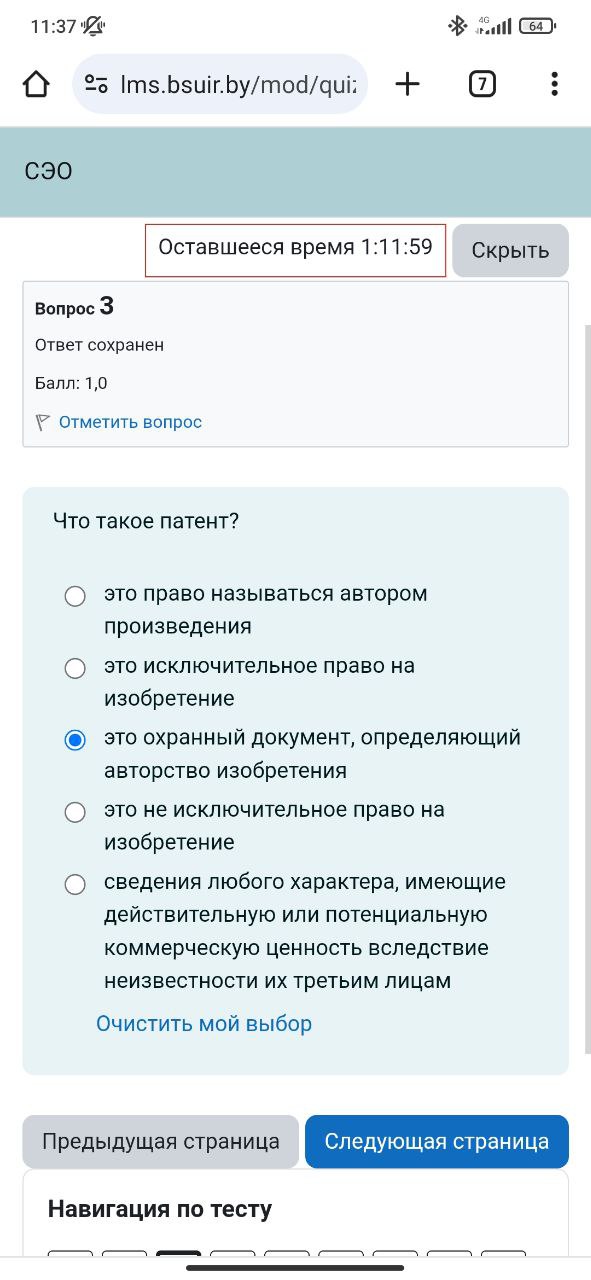 11:37
4G
64
lms.bsuir.by/mod/qui
7
СЭО
Оставшееся время 1:11:59
Скрыть
Вопрос 3
Ответ сохранен
Балл: 1,0
Отметить вопрос
Что такое патент?
это право называться автором
произведения
это исключительное право на
изобретение
это охранный документ, определяющий
авторство изобретения
это не исключительное право на
изобретение
сведения любого характера, имеющие
действительную или потенциальную
коммерческую ценность вследствие
неизвестности их третьим лицам
Очистить мой выбор
Предыдущая страница
Следующая страница
Навигация по тесту